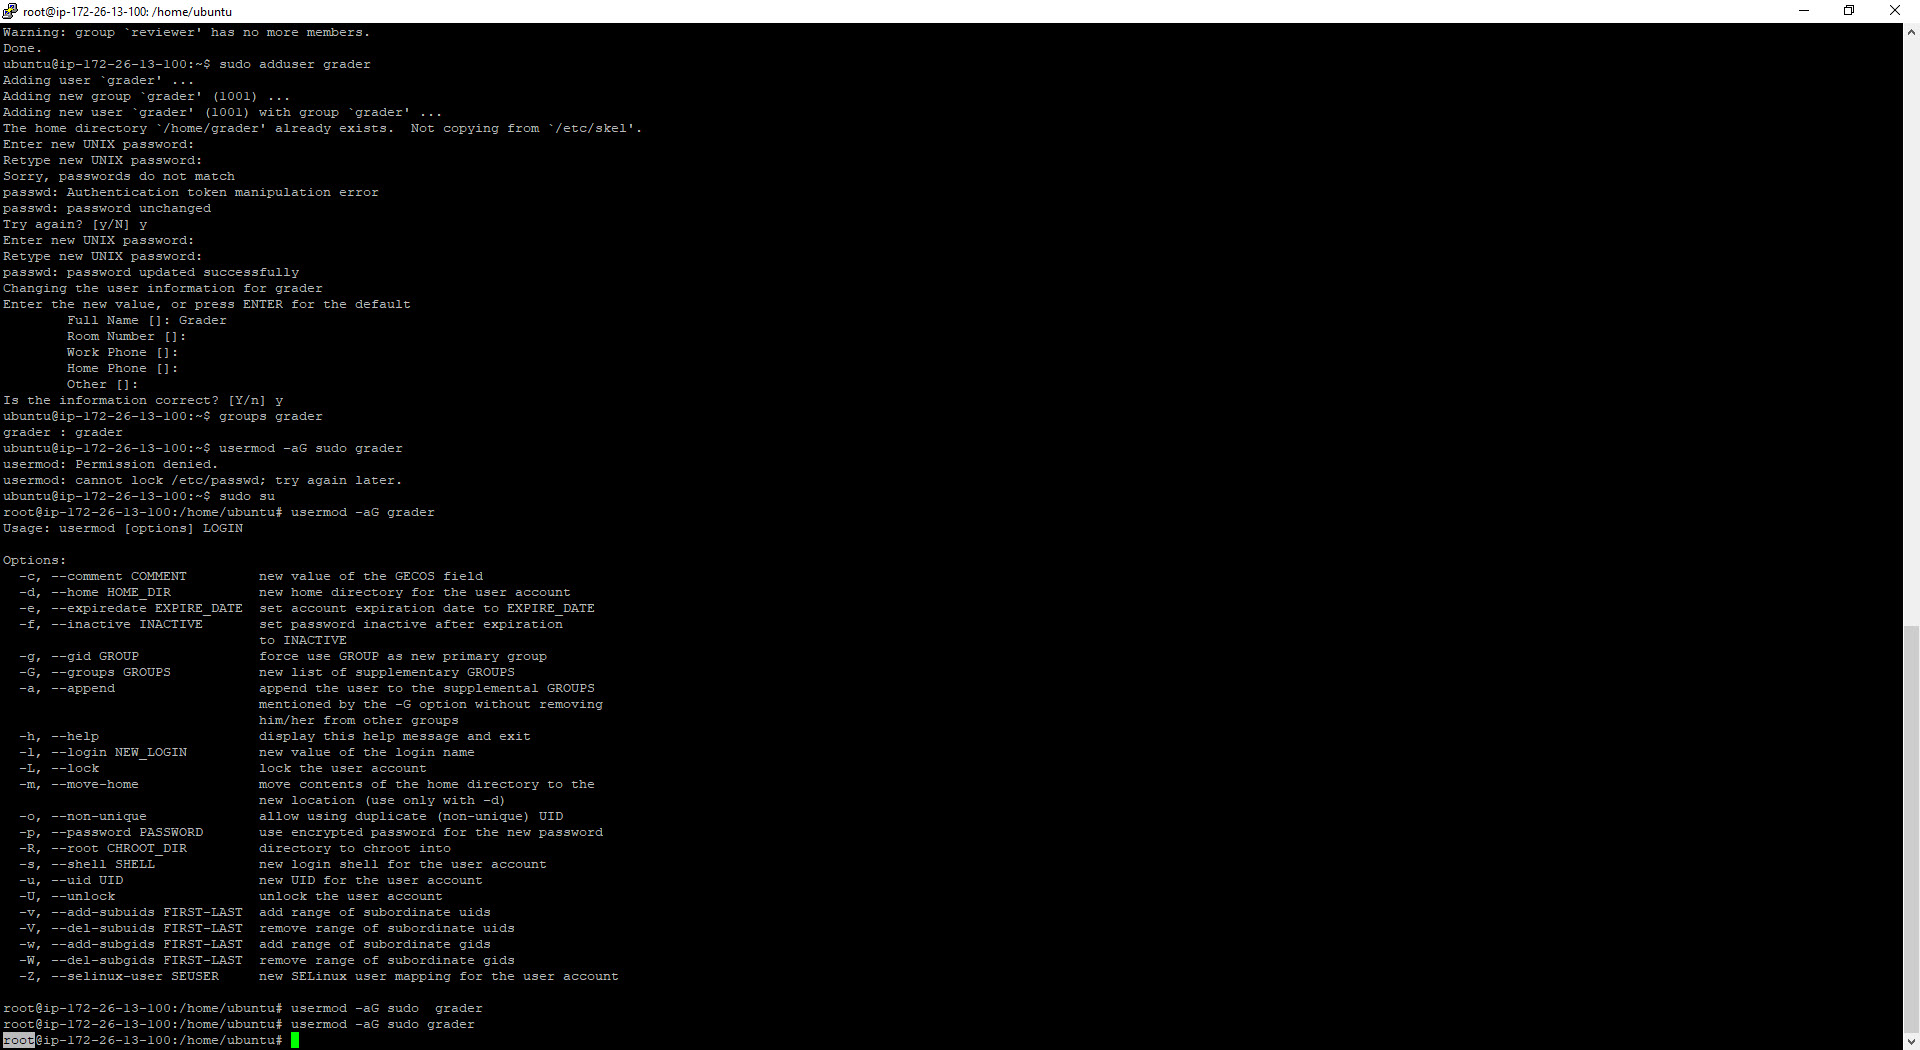 root@ip-172-26-13-100: /home/ubuntu
Warning: group `reviewer' has no more members.
Done.
ubuntu@ip-172-26-13-100:~$ sudo adduser grader
Adding user `grader' ...
Adding new group `grader' (1001) ...
Adding new user `grader' (1001) with group `grader' ...
The home directory `/home/grader' already exists.  Not copying from `/etc/skel'.
Enter new UNIX password:
Retype new UNIX password:
Sorry, passwords do not match
passwd: Authentication token manipulation error
passwd: password unchanged
Try again? [y/N] y
Enter new UNIX password:
Retype new UNIX password:
passwd: password updated successfully
Changing the user information for grader
Enter the new value, or press ENTER for the default
        Full Name []: Grader
        Room Number []:
        Work Phone []:
        Home Phone []:
        Other []:
Is the information correct? [Y/n] y
ubuntu@ip-172-26-13-100:~$ groups grader
grader : grader
ubuntu@ip-172-26-13-100:~$ usermod -aG sudo grader
usermod: Permission denied.
usermod: cannot lock /etc/passwd; try again later.
ubuntu@ip-172-26-13-100:~$ sudo su
root@ip-172-26-13-100:/home/ubuntu# usermod -aG grader
Usage: usermod [options] LOGIN

Options:
  -c, --comment COMMENT         new value of the GECOS field
  -d, --home HOME_DIR           new home directory for the user account
  -e, --expiredate EXPIRE_DATE  set account expiration date to EXPIRE_DATE
  -f, --inactive INACTIVE       set password inactive after expiration
                                to INACTIVE
  -g, --gid GROUP               force use GROUP as new primary group
  -G, --groups GROUPS           new list of supplementary GROUPS
  -a, --append                  append the user to the supplemental GROUPS
                                mentioned by the -G option without removing
                                him/her from other groups
  -h, --help                    display this help message and exit
  -l, --login NEW_LOGIN         new value of the login name
  -L, --lock                    lock the user account
  -m, --move-home               move contents of the home directory to the
                                new location (use only with -d)
  -o, --non-unique              allow using duplicate (non-unique) UID
  -p, --password PASSWORD       use encrypted password for the new password
  -R, --root CHROOT_DIR         directory to chroot into
  -s, --shell SHELL             new login shell for the user account
  -u, --uid UID                 new UID for the user account
  -U, --unlock                  unlock the user account
  -v, --add-subuids FIRST-LAST  add range of subordinate uids
  -V, --del-subuids FIRST-LAST  remove range of subordinate uids
  -w, --add-subgids FIRST-LAST  add range of subordinate gids
  -W, --del-subgids FIRST-LAST  remove range of subordinate gids
  -Z, --selinux-user SEUSER     new SELinux user mapping for the user account

root@ip-172-26-13-100:/home/ubuntu# usermod -aG sudo  grader
root@ip-172-26-13-100:/home/ubuntu# usermod -aG sudo grader
root@ip-172-26-13-100:/home/ubuntu#